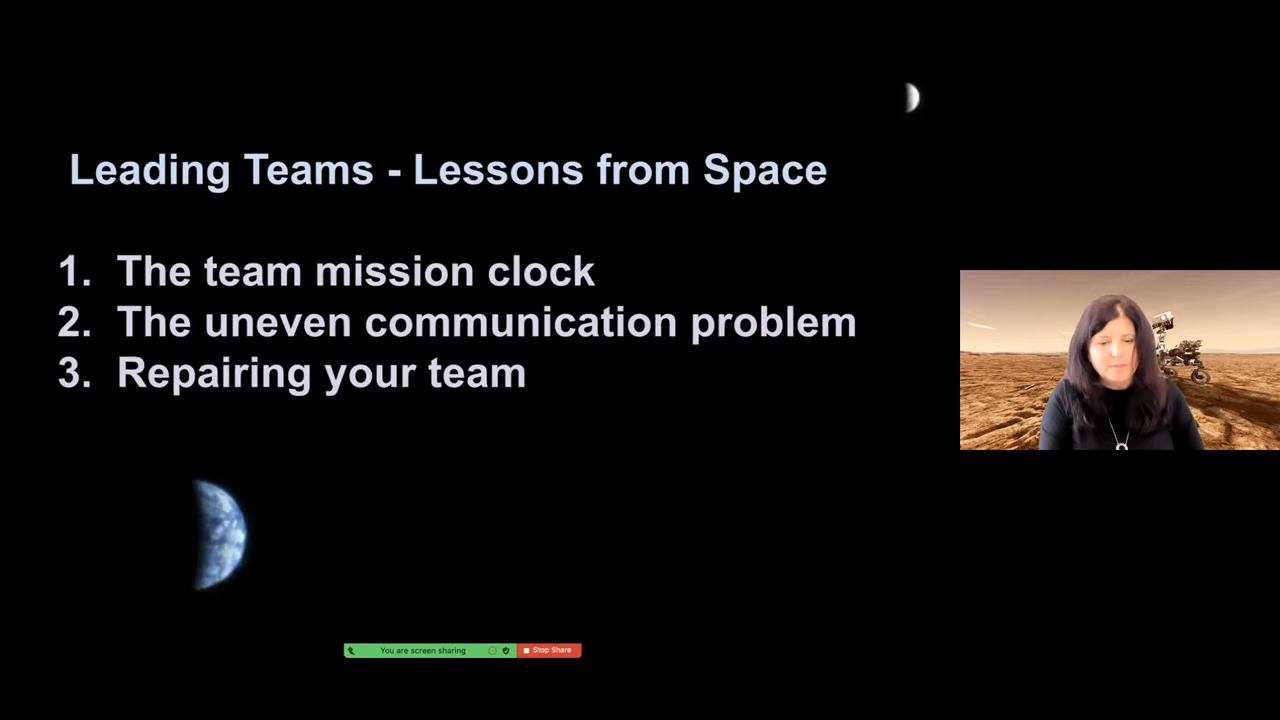 Leading Teams - Lessons from Space
1. The team mission clock
2. The uneven communication problem
3. Repairing your team
You are screen sharing
Stop Share